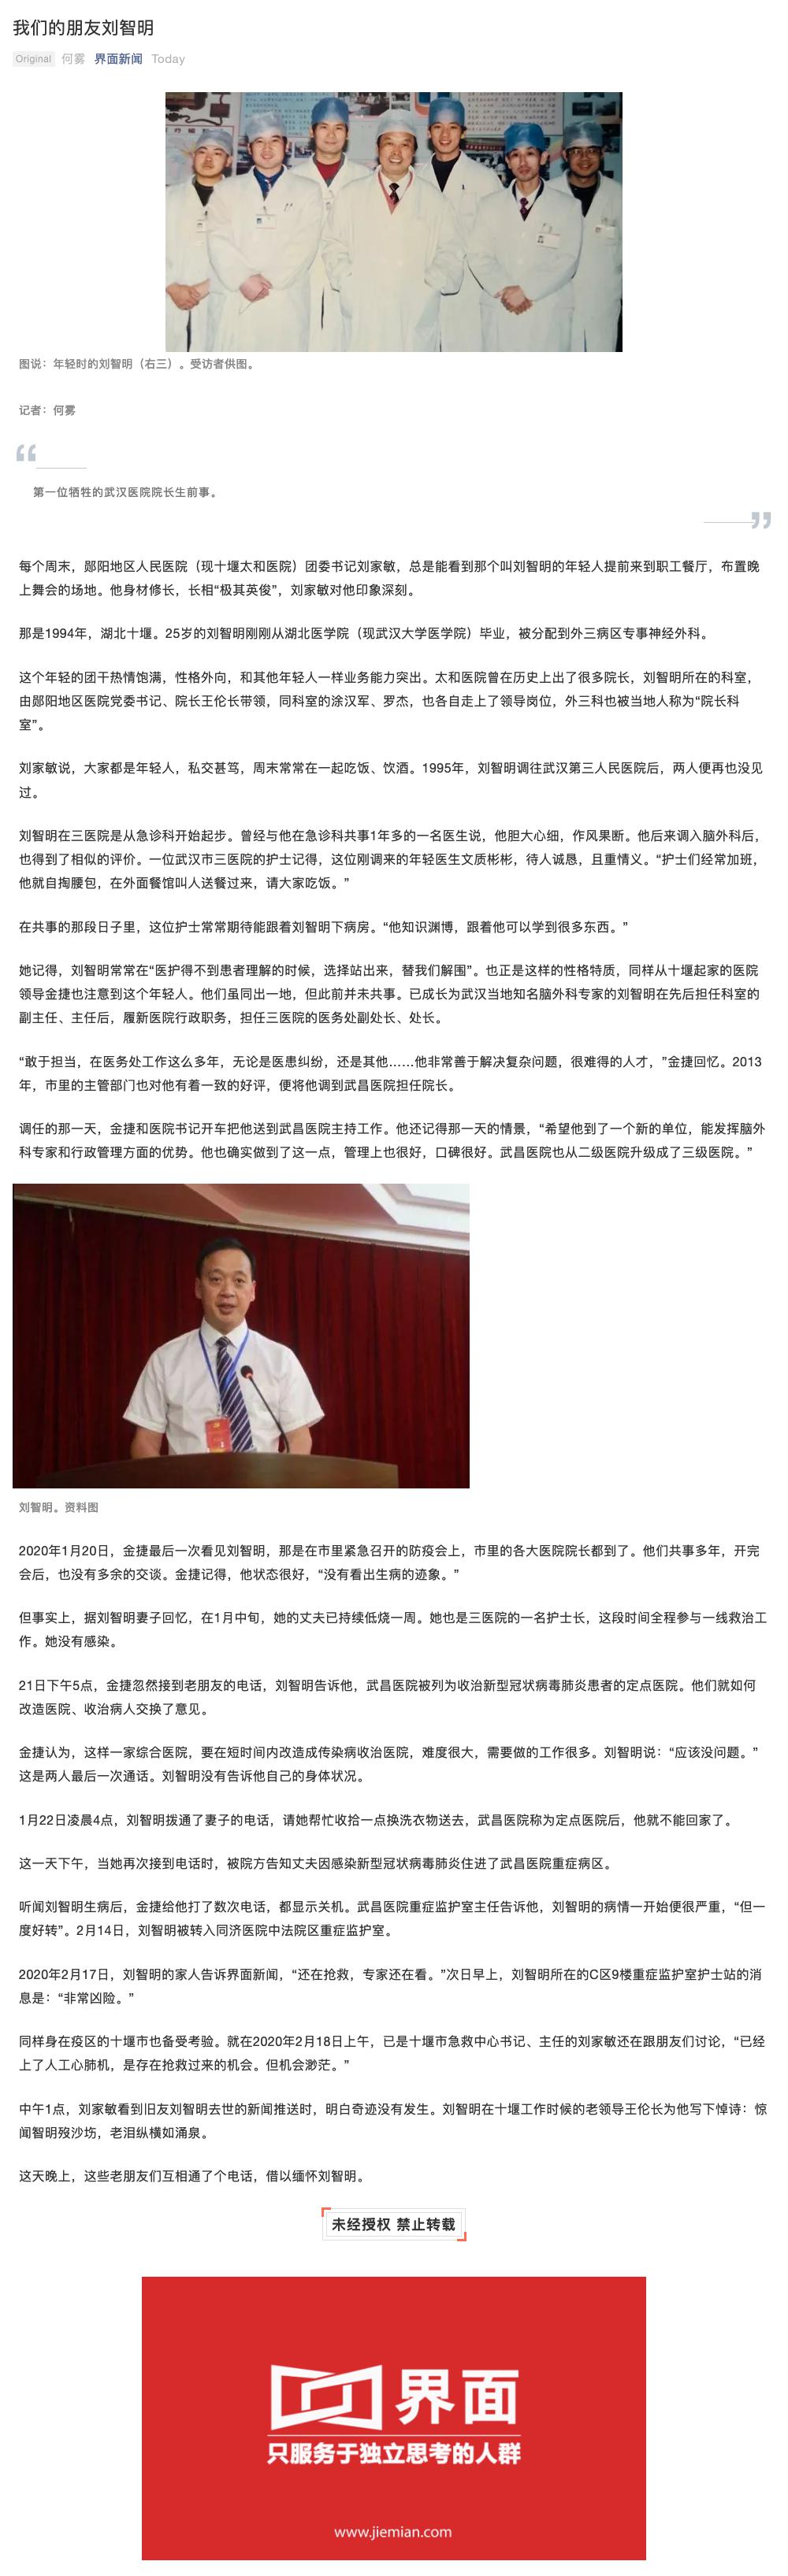 我们的朋友刘智明
Original 何雾 界面新闻 Today
图说：年轻时的刘智明（右三）。受访者供图。
记者：何雾
“
第一位牺牲的武汉医院院长生前事。
”
每个周末，郧阳地区人民医院（现十堰太和医院）团委书记刘家敏，总是能看到那个叫刘智明的年轻人提前来到职工餐厅，布置晚
上舞会的场地。他身材修长，长相“极其英俊”，刘家敏对他印象深刻。
那是1994年，湖北十堰。25岁的刘智明刚刚从湖北医学院（现武汉大学医学院）毕业，被分配到外三病区专事神经外科。
这个年轻的团干热情饱满，性格外向，和其他年轻人一样业务能力突出。太和医院曾在历史上出了很多院长，刘智明所在的科室，
由郧阳地区医院党委书记、院长王伦长带领，同科室的涂汉军、罗杰，也各自走上了领导岗位，外三科也被当地人称为“院长科
室”。
刘家敏说，大家都是年轻人，私交甚笃，周末常常在一起吃饭、饮酒。1995年，刘智明调往武汉第三人民医院后，两人便再也没见
过。
刘智明在三医院是从急诊科开始起步。曾经与他在急诊科共事1年多的一名医生说，他胆大心细，作风果断。他后来调入脑外科后，
也得到了相似的评价。一位武汉市三医院的护士记得，这位刚调来的年轻医生文质彬彬，待人诚恳，且重情义。“护士们经常加班，
他就自掏腰包，在外面餐馆叫人送餐过来，请大家吃饭。”
在共事的那段日子里，这位护士常常期待能跟着刘智明下病房。“他知识渊博，跟着他可以学到很多东西。”
她记得，刘智明常常在“医护得不到患者理解的时候，选择站出来，替我们解围”。也正是这样的性格特质，同样从十堰起家的医院
领导金捷也注意到这个年轻人。他们虽同出一地，但此前并未共事。已成长为武汉当地知名脑外科专家的刘智明在先后担任科室的
副主任、主任后，履新医院行政职务，担任三医院的医务处副处长、处长。
“敢于担当，在医务处工作这么多年，无论是医患纠纷，还是其他……他非常善于解决复杂问题，很难得的人才，”金捷回忆。2013
年，市里的主管部门也对他有着一致的好评，便将他调到武昌医院担任院长。
调任的那一天，金捷和医院书记开车把他送到武昌医院主持工作。他还记得那一天的情景，“希望他到了一个新的单位，能发挥脑外
科专家和行政管理方面的优势。他也确实做到了这一点，管理上也很好，口碑很好。武昌医院也从二级医院升级成了三级医院。”
刘智明。资料图
2020年1月20日，金捷最后一次看见刘智明，那是在市里紧急召开的防疫会上，市里的各大医院院长都到了。他们共事多年，开完
会后，也没有多余的交谈。金捷记得，他状态很好，“没有看出生病的迹象。”
但事实上，据刘智明妻子回忆，在1月中旬，她的丈夫已持续低烧一周。她也是三医院的一名护士长，这段时间全程参与一线救治工
作。她没有感染。
21日下午5点，金捷忽然接到老朋友的电话，刘智明告诉他，武昌医院被列为收治新型冠状病毒肺炎患者的定点医院。他们就如何
改造医院、收治病人交换了意见。
金捷认为，这样一家综合医院，要在短时间内改造成传染病收治医院，难度很大，需要做的工作很多。刘智明说：“应该没问题。”
这是两人最后一次通话。刘智明没有告诉他自己的身体状况。
1月22日凌晨4点，刘智明拨通了妻子的电话，请她帮忙收拾一点换洗衣物送去，武昌医院称为定点医院后，他就不能回家了。
这一天下午，当她再次接到电话时，被院方告知丈夫因感染新型冠状病毒肺炎住进了武昌医院重症病区。
听闻刘智明生病后，金捷给他打了数次电话，都显示关机。武昌医院重症监护室主任告诉他，刘智明的病情一开始便很严重，“但一
度好转”。2月14日，刘智明被转入同济医院中法院区重症监护室。
2020年2月17日，刘智明的家人告诉界面新闻，“还在抢救，专家还在看。”次日早上，刘智明所在的C区9楼重症监护室护士站的消
息是：“非常凶险。”
同样身在疫区的十堰市也备受考验。就在2020年2月18日上午，已是十堰市急救中心书记、主任的刘家敏还在跟朋友们讨论，“已经
上了人工心肺机，是存在抢救过来的机会。但机会渺茫。”
中午1点，刘家敏看到旧友刘智明去世的新闻推送时，明白奇迹没有发生。刘智明在十堰工作时候的老领导王伦长为他写下悼诗：惊
闻智明殁沙坊，老泪纵横如涌泉。
这天晚上，这些老朋友们互相通了个电话，借以缅怀刘智明。
未经授权 禁止转载
界面
只服务于独立思考的人群
www.jiemian.com